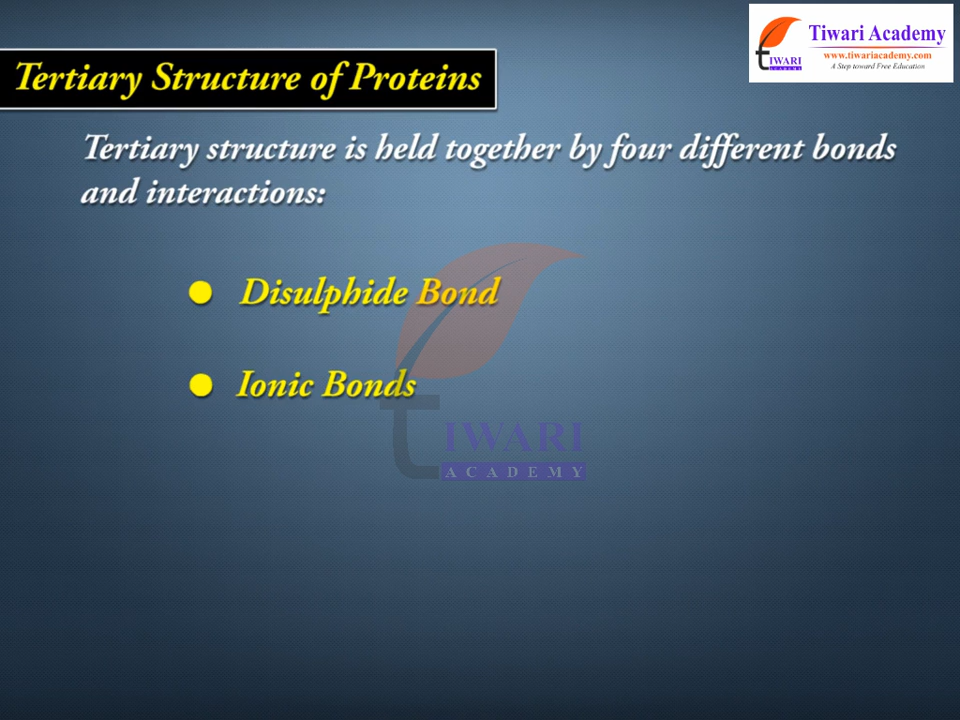 Tiwari Academy
www.tiwariacademy.com
A Step toward Free Education
tIWARI
ACADEMY
Tertiary Structure of Proteins
Tertiary structure is held together by four different bonds
and interactions:
Disulphide Bond
Ionic Bonds
tIWARI
ACADEMY